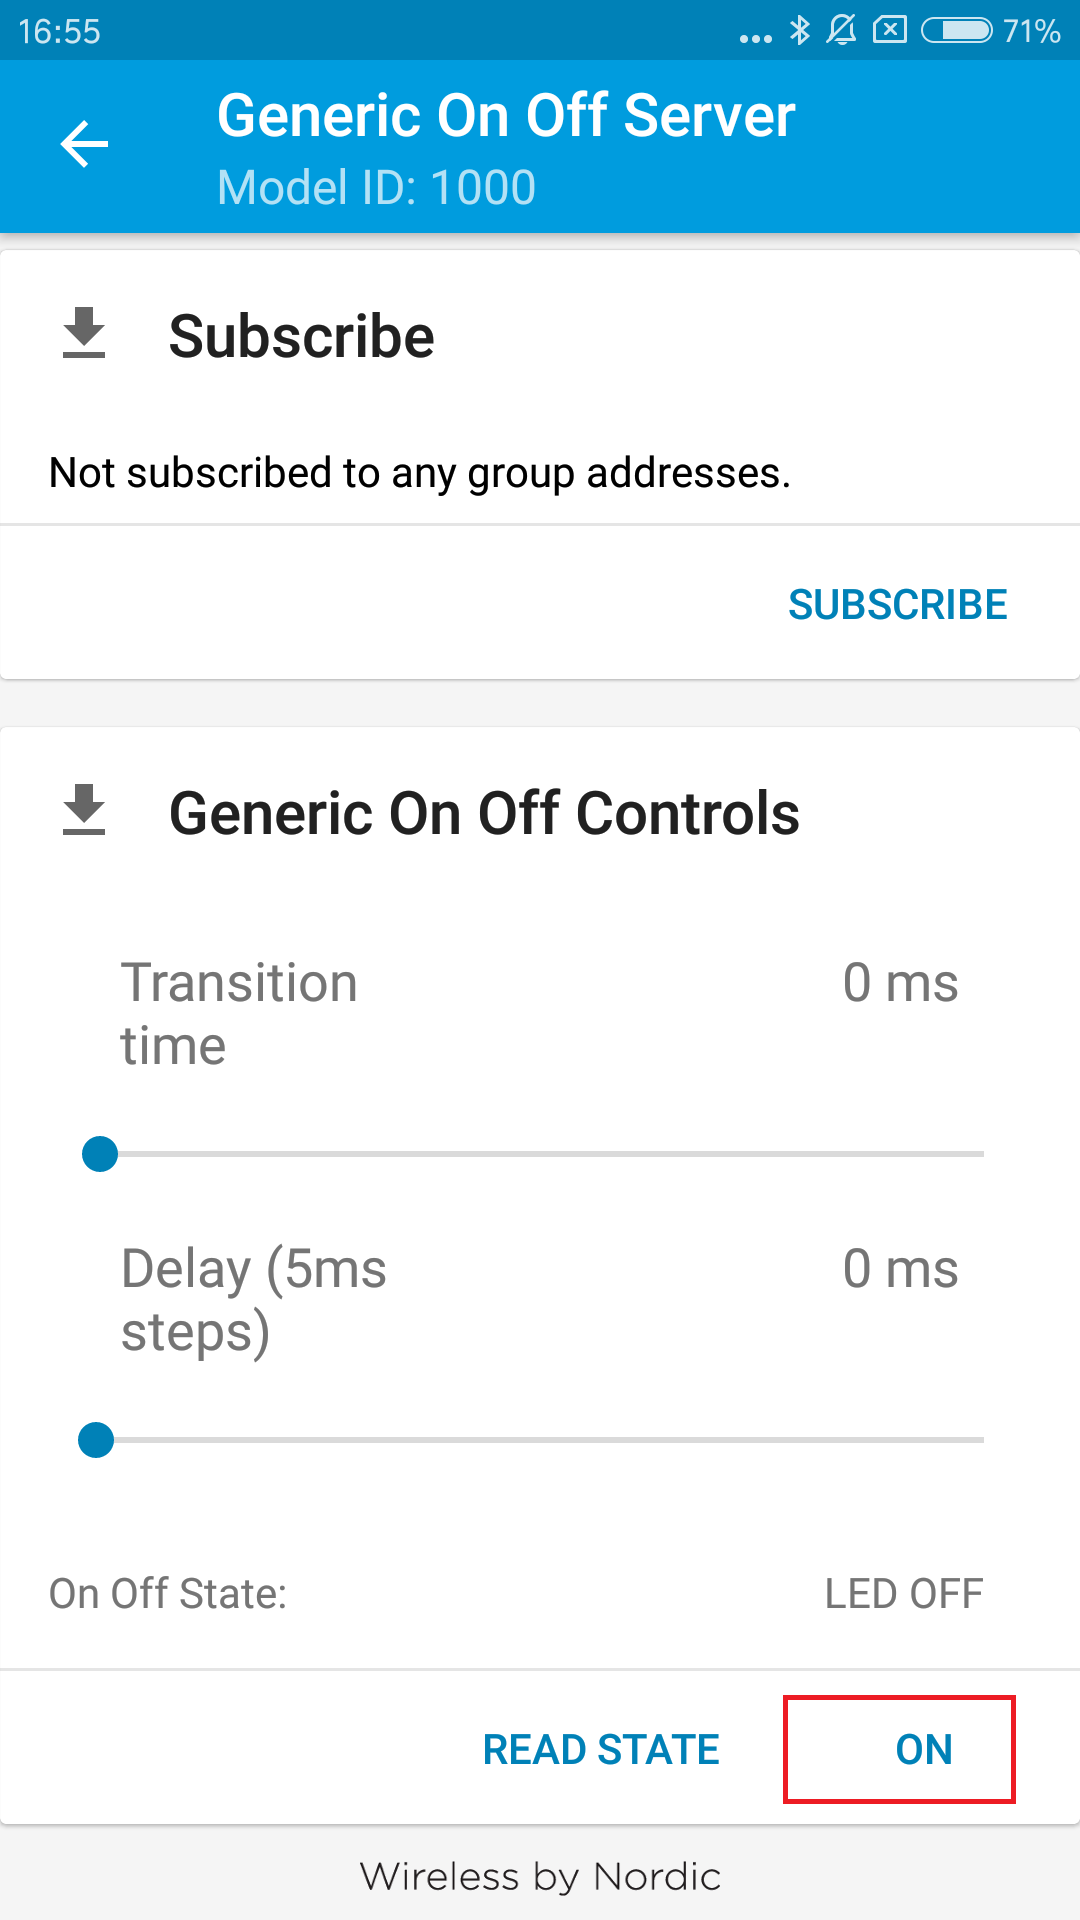 16:55 71%
Generic On Off Server
Model ID: 1000
Subscribe
Not subscribed to any group addresses.
SUBSCRIBE
Generic On Off Controls
Transition time 0 ms
Delay (5ms steps) 0 ms
On Off State: LED OFF
READ STATE ON
Wireless by Nordic